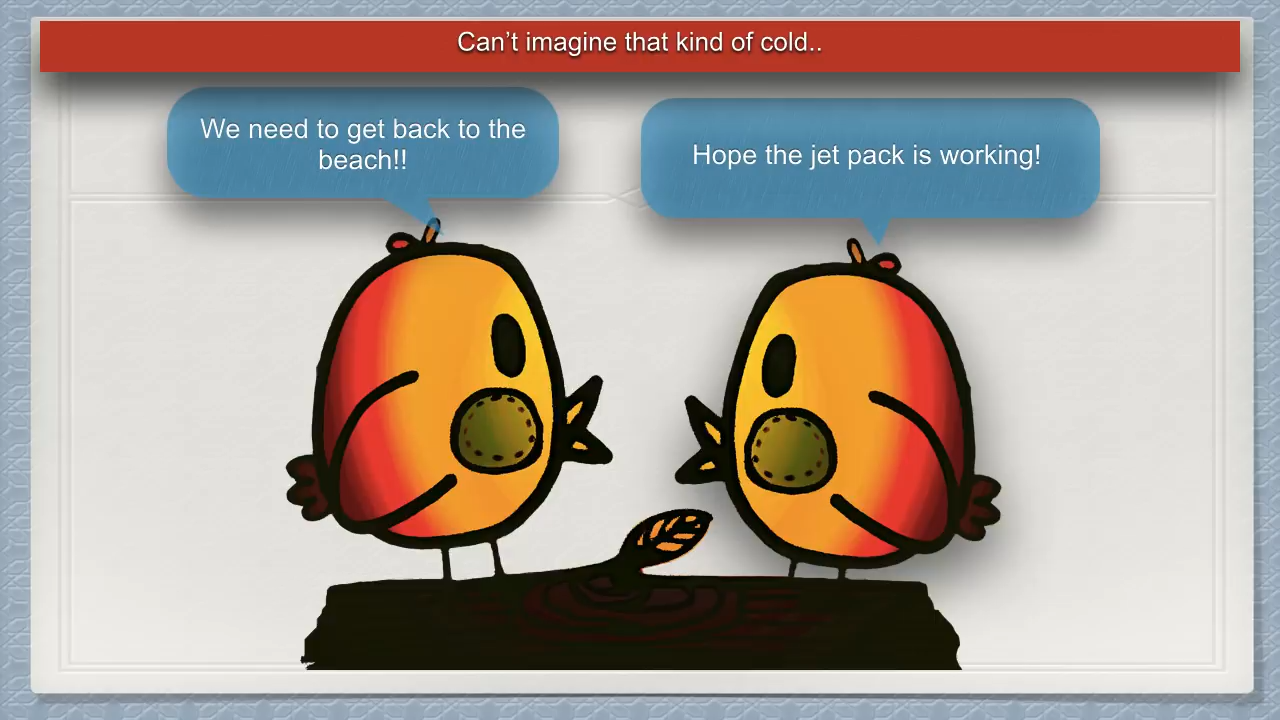 Can’t imagine that kind of cold..
We need to get back to the
beach!!
Hope the jet pack is working!